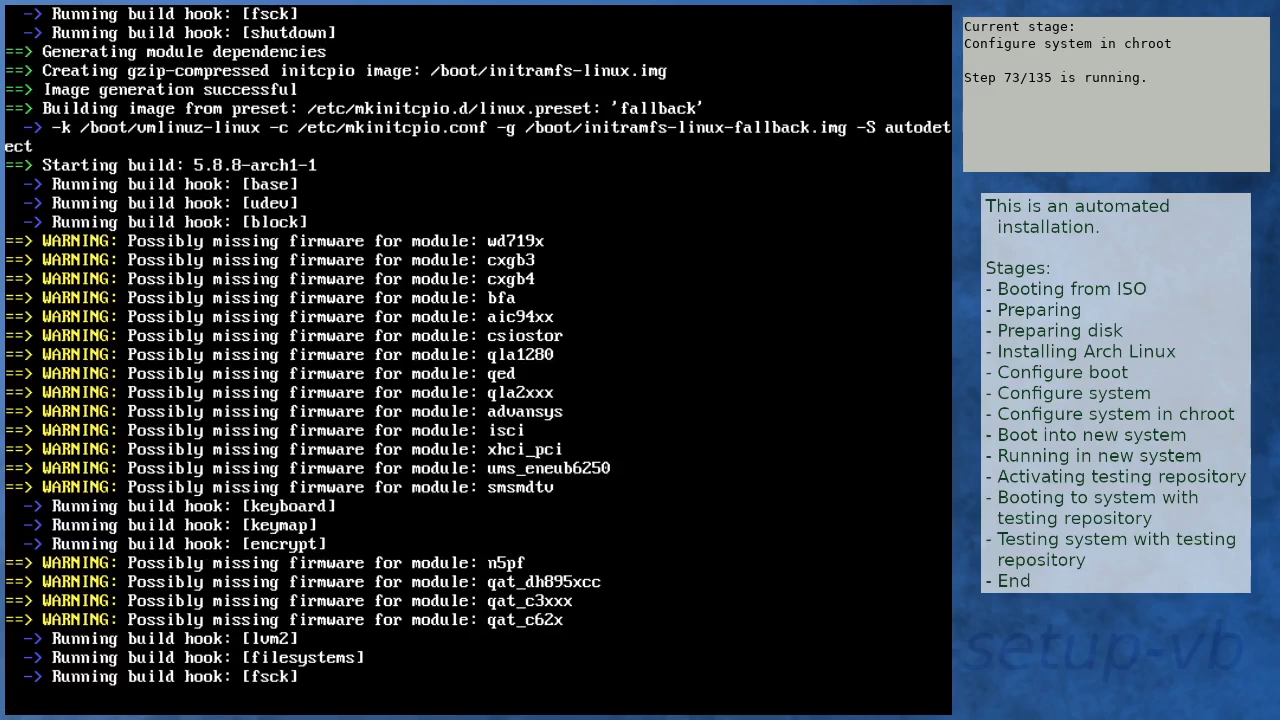 -> Running build hook: [fsck]
  -> Running build hook: [shutdown]
==> Generating module dependencies
==> Creating gzip-compressed initcpio image: /boot/initramfs-linux.img
==> Image generation successful
==> Building image from preset: /etc/mkinitcpio.d/linux.preset: 'fallback'
  -> -k /boot/vmlinuz-linux -c /etc/mkinitcpio.conf -g /boot/initramfs-linux-fallback.img -S autodet
ect
==> Starting build: 5.8.8-arch1-1
  -> Running build hook: [base]
  -> Running build hook: [udev]
  -> Running build hook: [block]
==> WARNING: Possibly missing firmware for module: wd719x
==> WARNING: Possibly missing firmware for module: cxgb3
==> WARNING: Possibly missing firmware for module: cxgb4
==> WARNING: Possibly missing firmware for module: bfa
==> WARNING: Possibly missing firmware for module: aic94xx
==> WARNING: Possibly missing firmware for module: csiostor
==> WARNING: Possibly missing firmware for module: qla1280
==> WARNING: Possibly missing firmware for module: qed
==> WARNING: Possibly missing firmware for module: qla2xxx
==> WARNING: Possibly missing firmware for module: advansys
==> WARNING: Possibly missing firmware for module: isci
==> WARNING: Possibly missing firmware for module: xhci_pci
==> WARNING: Possibly missing firmware for module: ums_eneub6250
==> WARNING: Possibly missing firmware for module: smsmdtv
  -> Running build hook: [keyboard]
  -> Running build hook: [keymap]
  -> Running build hook: [encrypt]
==> WARNING: Possibly missing firmware for module: n5pf
==> WARNING: Possibly missing firmware for module: qat_dh895xcc
==> WARNING: Possibly missing firmware for module: qat_c3xxx
==> WARNING: Possibly missing firmware for module: qat_c62x
  -> Running build hook: [lvm2]
  -> Running build hook: [filesystems]
  -> Running build hook: [fsck]
Current stage:
Configure system in chroot
Step 73/135 is running.
This is an automated
installation.
Stages:
- Booting from ISO
- Preparing
- Preparing disk
- Installing Arch Linux
- Configure boot
- Configure system
- Configure system in chroot
- Boot into new system
- Running in new system
- Activating testing repository
- Booting to system with
testing repository
- Testing system with testing
repository
- End
setup-vb